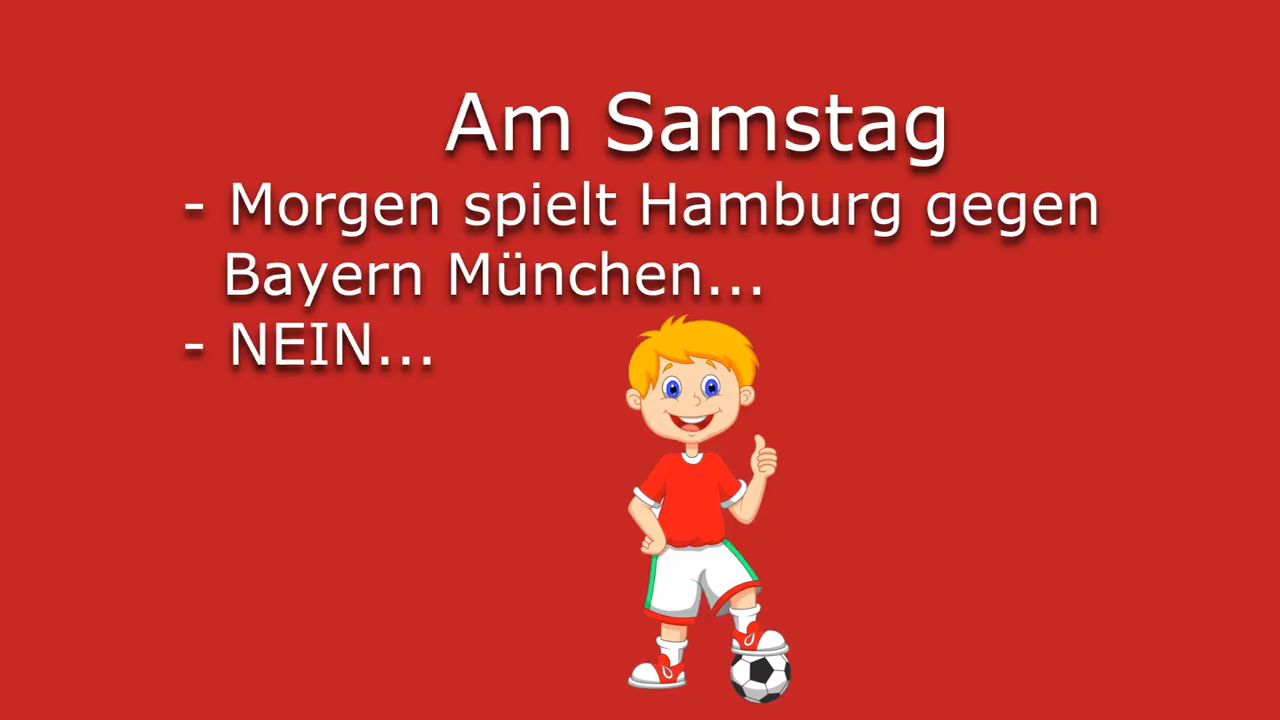 Am Samstag
- Morgen spielt Hamburg gegen
Bayern München...
- NEIN...